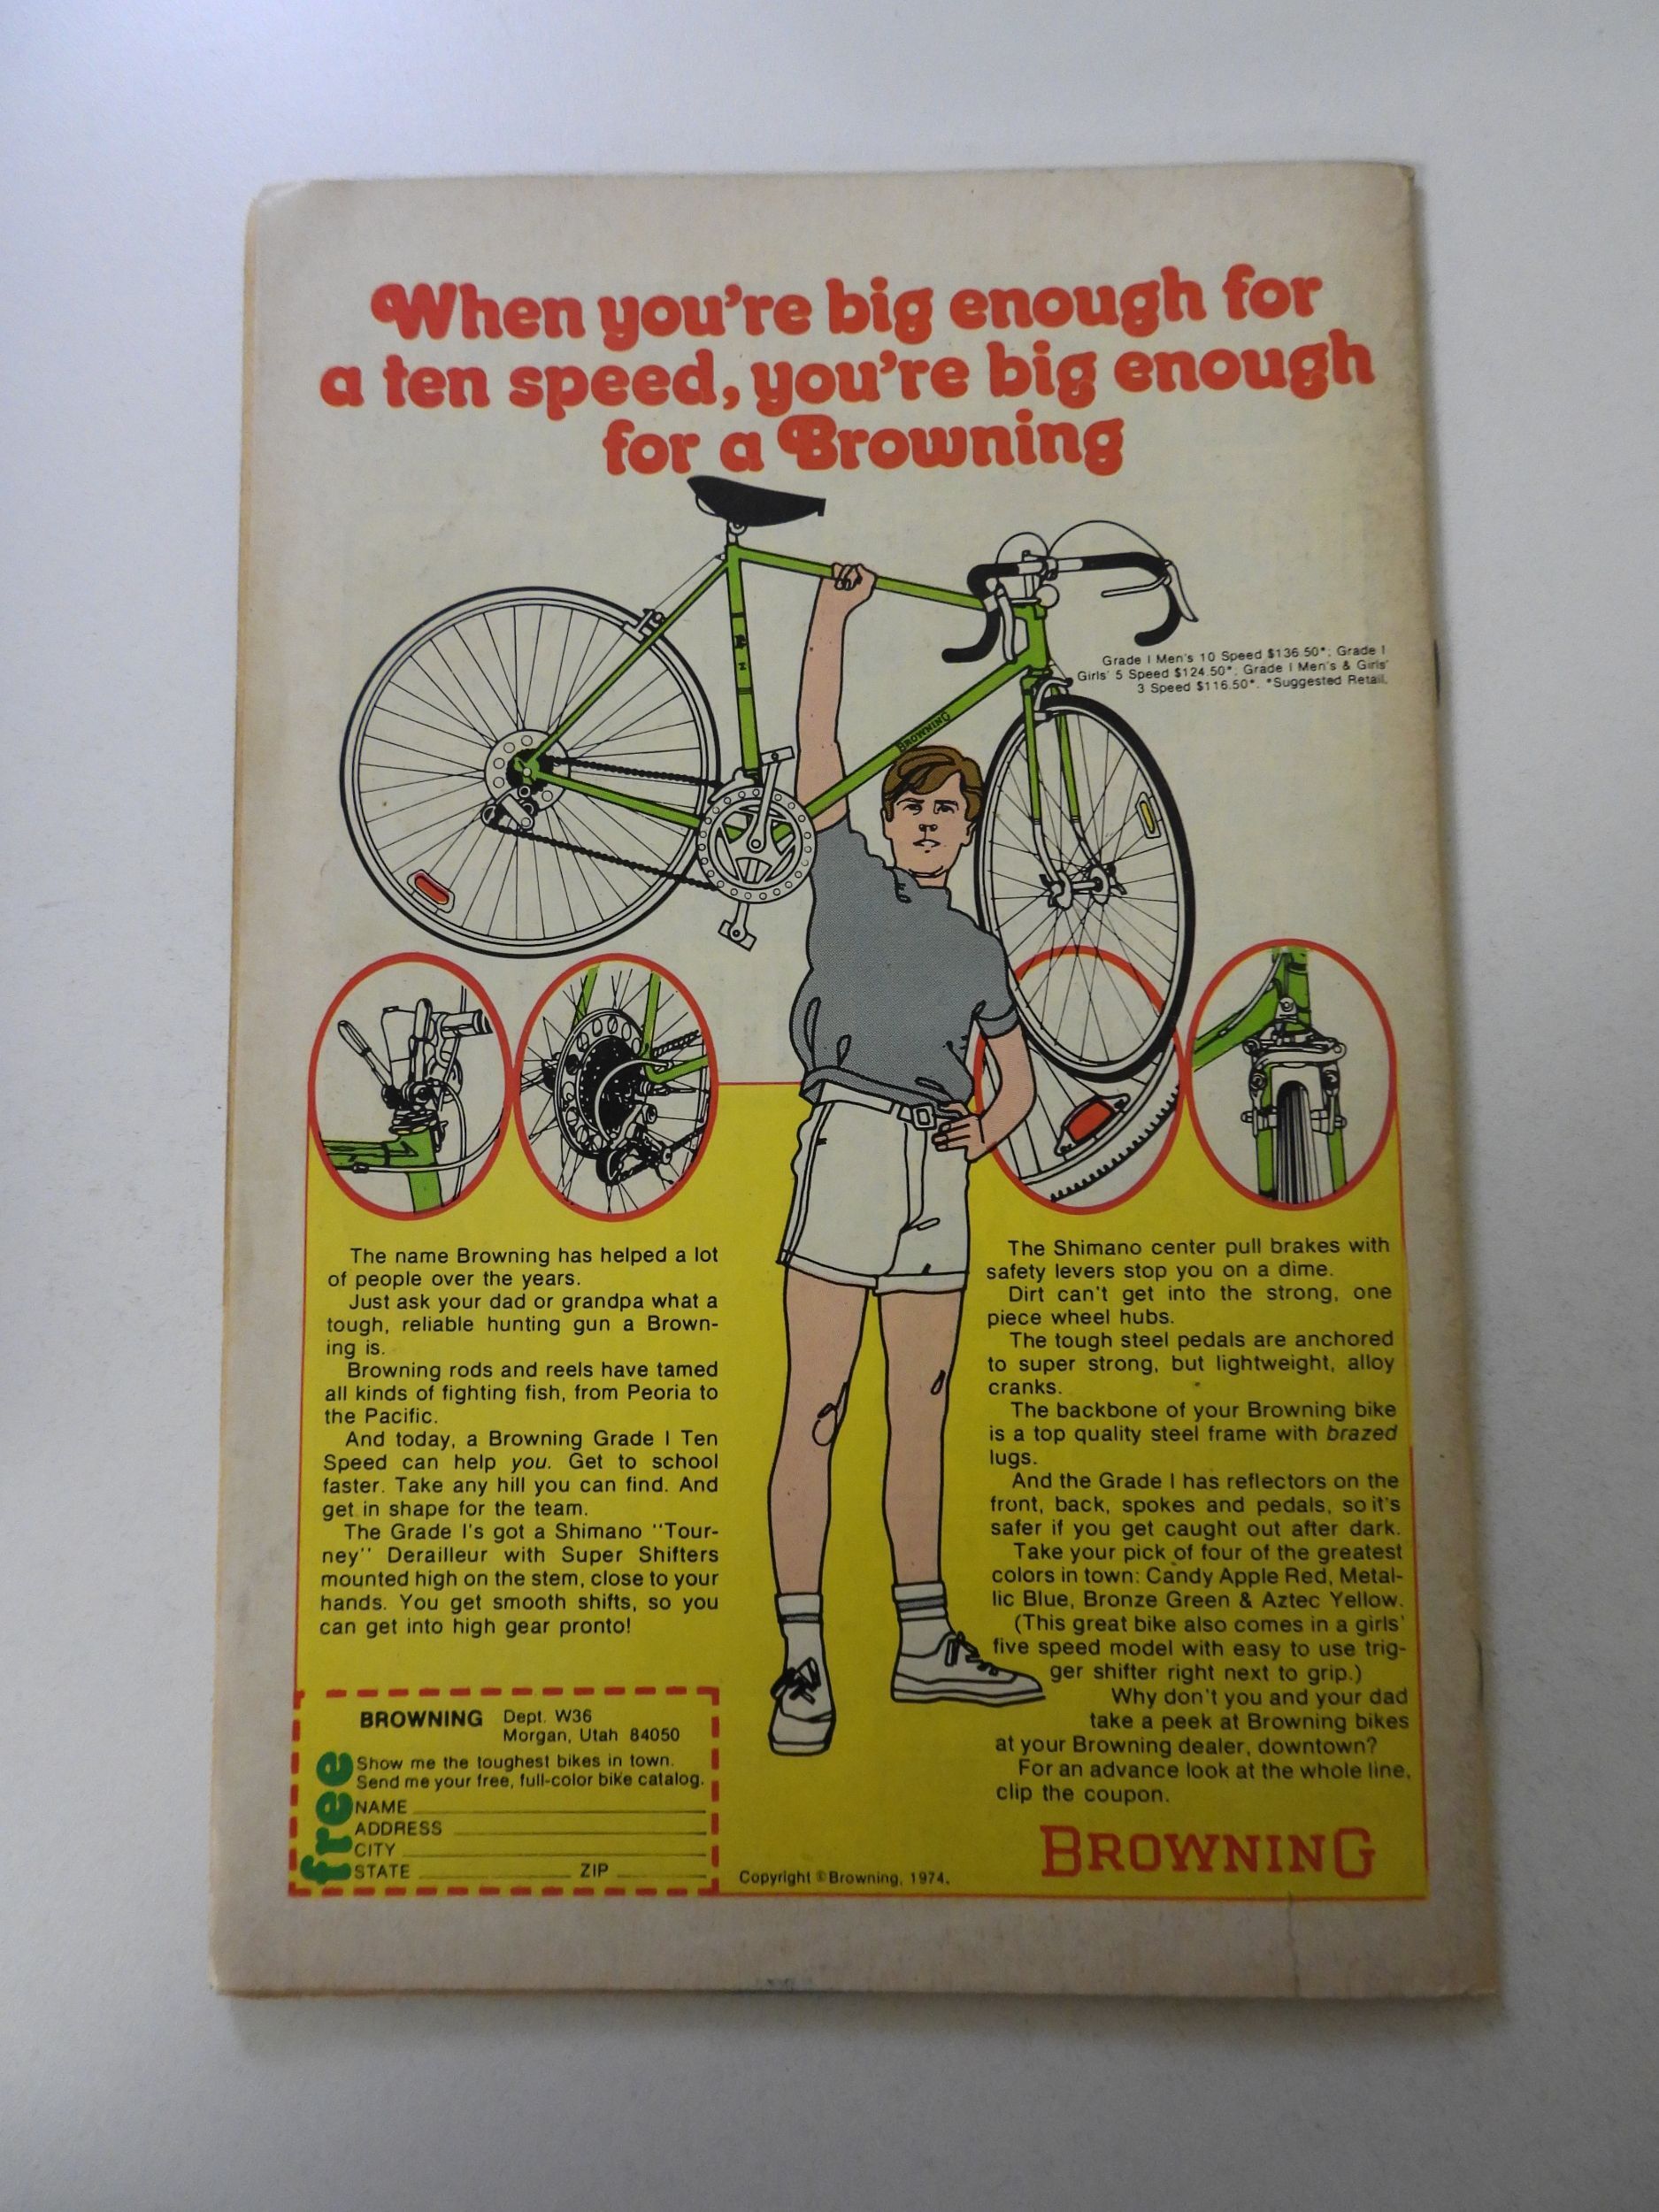 When you're big enough for
a ten speed, you're big enough
for a Browning
BROWNING
Grade I Men's 10 Speed $136.50*; Grade I
Girls' 5 Speed $124.50*; Grade I Men's & Girls'
3 Speed $116.50*. *Suggested Retail.
The name Browning has helped a lot
of people over the years.
Just ask your dad or grandpa what a
tough, reliable hunting gun a Brown-
ing is.
Browning rods and reels have tamed
all kinds of fighting fish, from Peoria to
the Pacific.
And today, a Browning Grade I Ten
Speed can help you. Get to school
faster. Take any hill you can find. And
get in shape for the team.
The Grade I's got a Shimano "Tour-
ney" Derailleur with Super Shifters
mounted high on the stem, close to your
hands. You get smooth shifts, so you
can get into high gear pronto!
The Shimano center pull brakes with
safety levers stop you on a dime.
Dirt can't get into the strong, one
piece wheel hubs.
The tough steel pedals are anchored
to super strong, but lightweight, alloy
cranks.
The backbone of your Browning bike
is a top quality steel frame with brazed
lugs.
And the Grade I has reflectors on the
front, back, spokes and pedals, so it's
safer if you get caught out after dark.
Take your pick of four of the greatest
colors in town: Candy Apple Red, Metal-
lic Blue, Bronze Green & Aztec Yellow.
(This great bike also comes in a girls'
five speed model with easy to use trig-
ger shifter right next to grip.)
Why don't you and your dad
take a peek at Browning bikes
at your Browning dealer, downtown?
For an advance look at the whole line,
clip the coupon.
BROWNING Dept. W36
Morgan, Utah 84050
free
Show me the toughest bikes in town.
Send me your free, full-color bike catalog.
NAME
ADDRESS
CITY
STATE ZIP
Copyright © Browning, 1974.
BROWNING